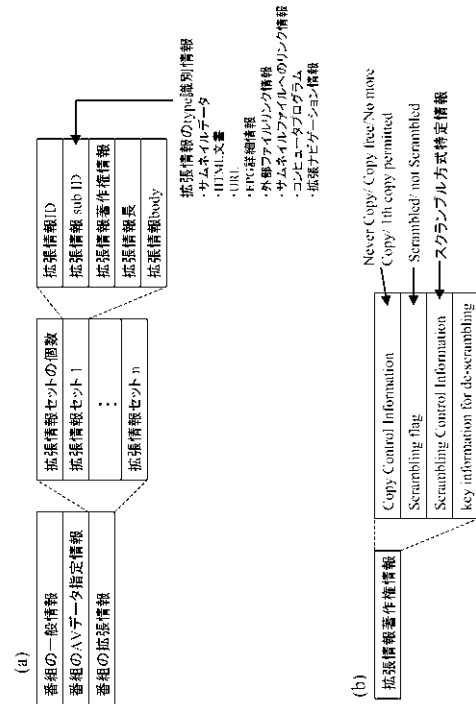 (a)
番組の一般情報
番組のAVデータ指定情報
番組の拡張情報
拡張情報セットの個数
拡張情報セット1
⋮
拡張情報セットn
拡張情報ID
拡張情報 sub ID
拡張情報著作権情報
拡張情報長
拡張情報body
拡張情報のtype識別情報
・サムネイルデータ
・HTML文書
・URL
・EPG詳細情報
・外部ファイルリンク情報
・サムネイルファイルへのリンク情報
・コンピュータプログラム
・拡張ナビゲーション情報
(b)
拡張情報著作権情報
Copy Control Information
Scrambling flag
Scrambling Control Information
key information for de-scrambling
Never Copy/ Copy free/No more
Copy/ 1th copy permitted
Scrambled/ not Scrambled
スクランブル方式特定情報